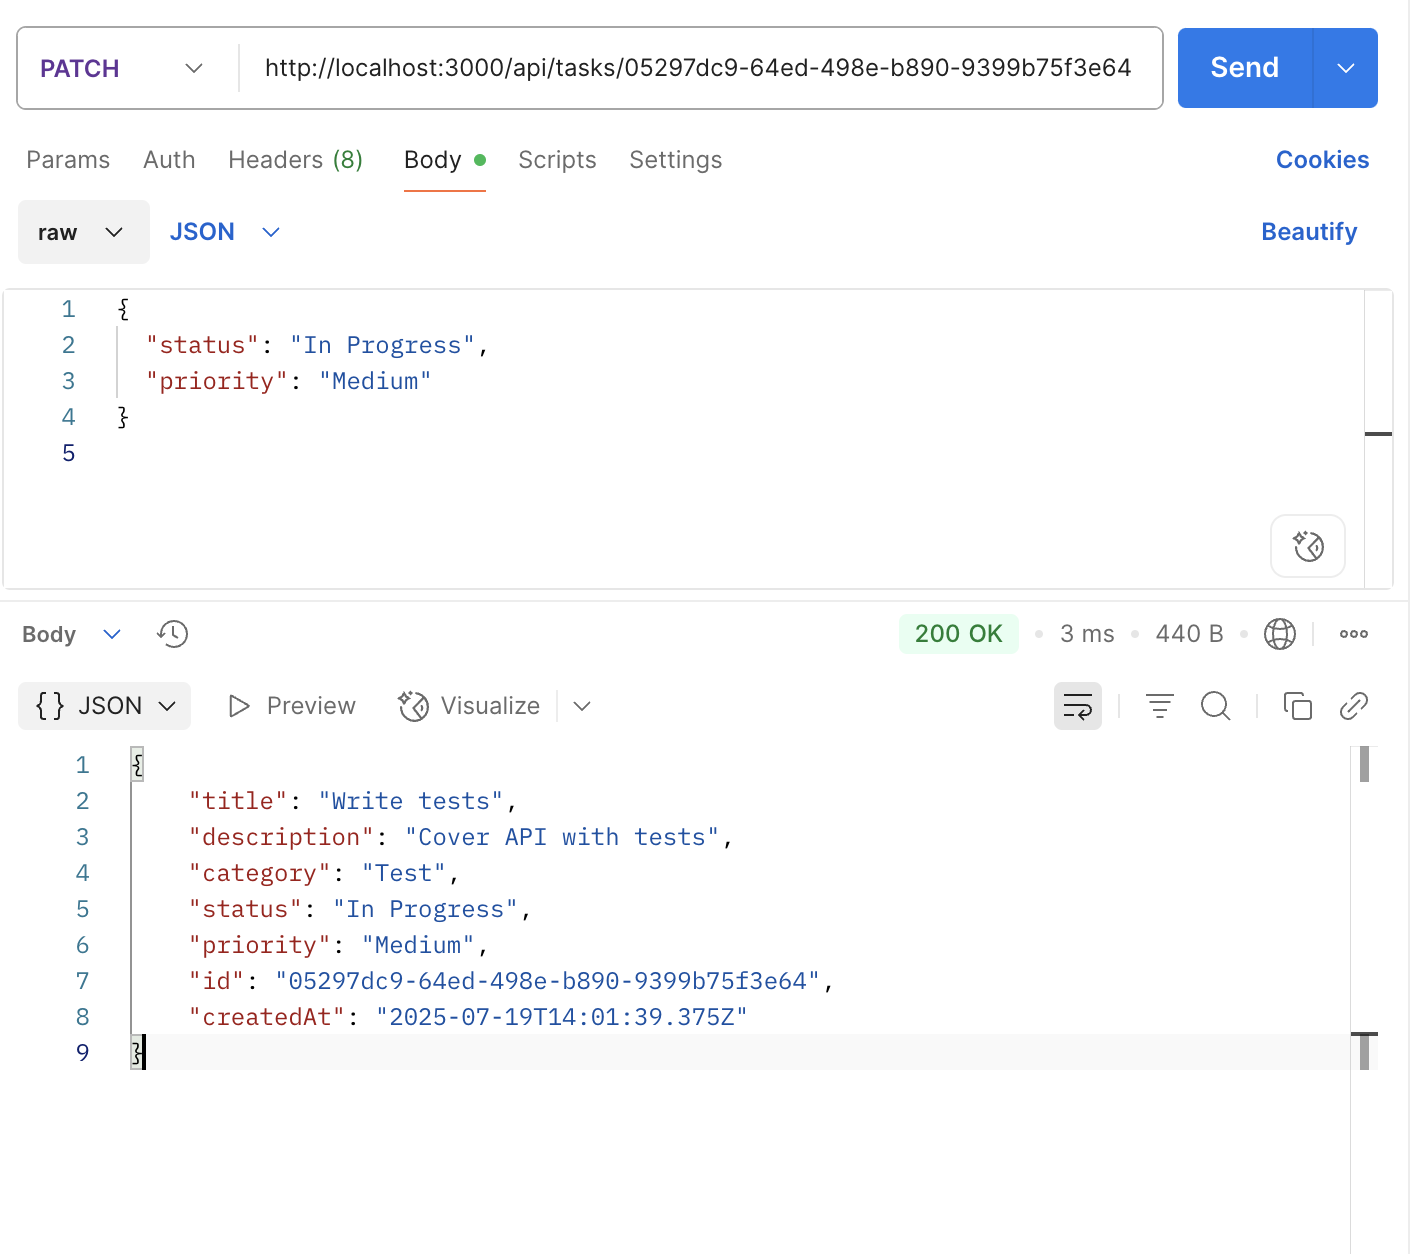 PATCH http://localhost:3000/api/tasks/05297dc9-64ed-498e-b890-9399b75f3e64 Send
Params Auth Headers (8) Body Scripts Settings Cookies
raw JSON Beautify
1 {
2 "status": "In Progress",
3 "priority": "Medium"
4 }
5
Body 200 OK 3 ms 440 B
{} JSON Preview Visualize
1 {
2 "title": "Write tests",
3 "description": "Cover API with tests",
4 "category": "Test",
5 "status": "In Progress",
6 "priority": "Medium",
7 "id": "05297dc9-64ed-498e-b890-9399b75f3e64",
8 "createdAt": "2025-07-19T14:01:39.375Z"
9 }